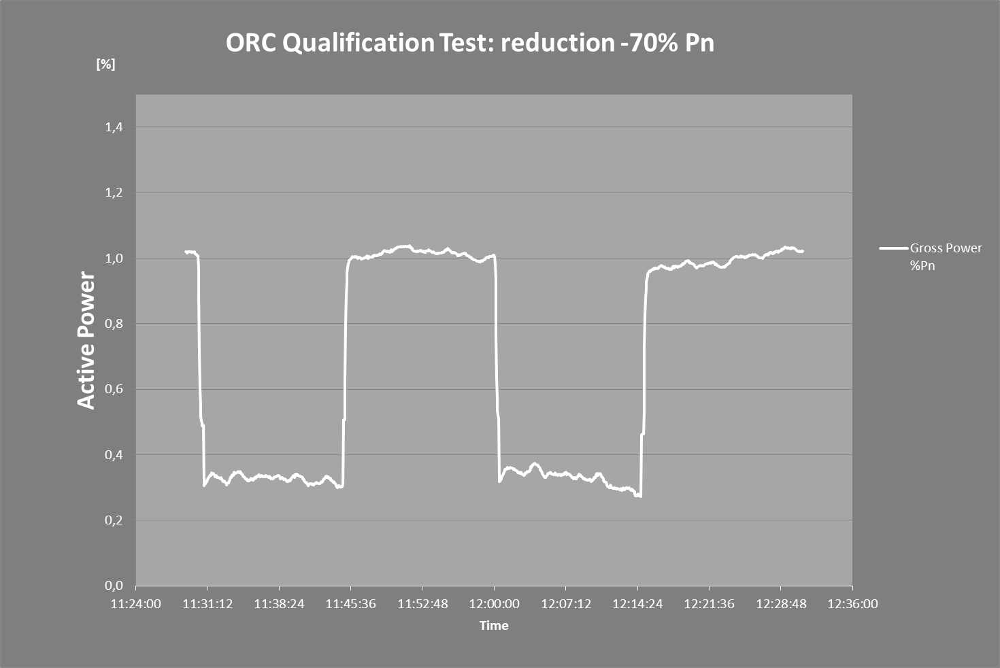 ORC Qualification Test: reduction -70% Pn
[%]
Active Power
1,4
1,2
1,0
0,8
0,6
0,4
0,2
0,0
11:24:00 11:31:12 11:38:24 11:45:36 11:52:48 12:00:00 12:07:12 12:14:24 12:21:36 12:28:48 12:36:00
Time
Gross Power
%Pn